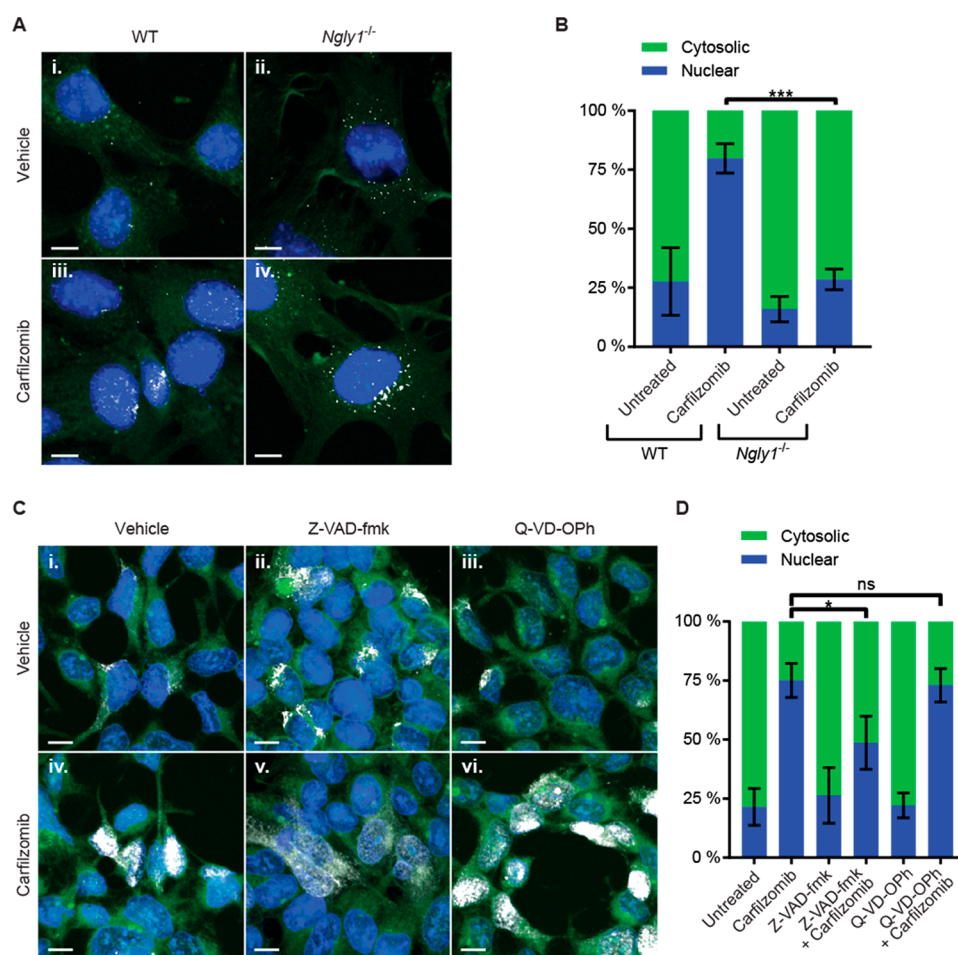 A
WT
Ngly1-/-
Vehicle
i.
ii.
Carfilzomib
iii.
iv.
B
Cytosolic
Nuclear
***
100 %
75 %
50 %
25 %
0 %
Untreated
Carfilzomib
Untreated
Carfilzomib
WT
Ngly1-/-
C
Vehicle
Z-VAD-fmk
Q-VD-OPh
Vehicle
i.
ii.
iii.
Carfilzomib
iv.
v.
vi.
D
Cytosolic
Nuclear
ns
*
100 %
75 %
50 %
25 %
0 %
Untreated
Carfilzomib
Z-VAD-fmk
Z-VAD-fmk
+ Carfilzomib
Q-VD-OPh
Q-VD-OPh
+ Carfilzomib